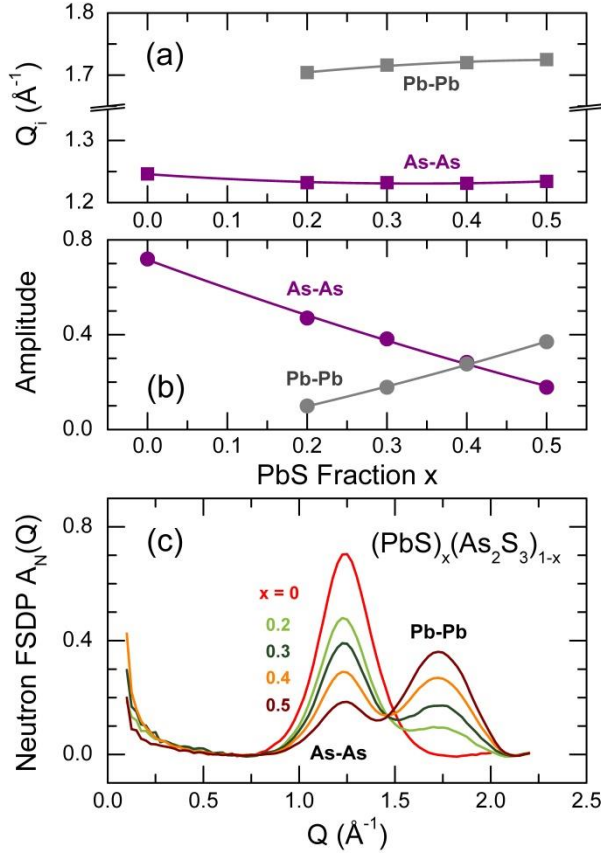 1.8
(a)
1.7
Pb-Pb
Qᵢ (Å⁻¹)
1.3
As-As
1.2
0.0 0.1 0.2 0.3 0.4 0.5
0.8
As-As
Amplitude
0.4
Pb-Pb
(b)
0.0
0.0 0.1 0.2 0.3 0.4 0.5
PbS Fraction x
0.8
(c)
(PbS)ₓ(As₂S₃)₁₋ₓ
x = 0
0.2
Pb-Pb
0.4
0.3
0.4
0.5
Neutron FSDP A_N(Q)
As-As
0.0
0.0 0.5 1.0 1.5 2.0 2.5
Q (Å⁻¹)